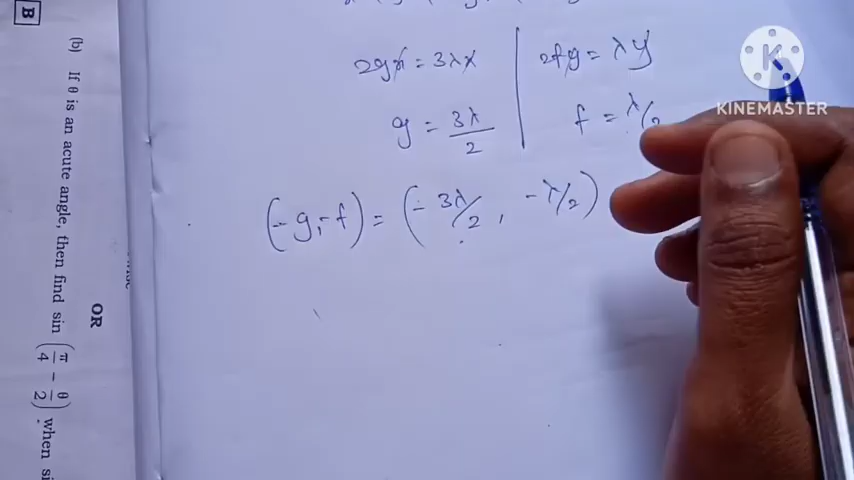 2gx = 3λx
2fy = λy
g = 3λ/2
f = λ/2
(-g, -f) = (-3λ/2, -λ/2)
B
(b) If θ is an acute angle, then find sin (π/4 - θ/2) when
OR
KINEMASTER